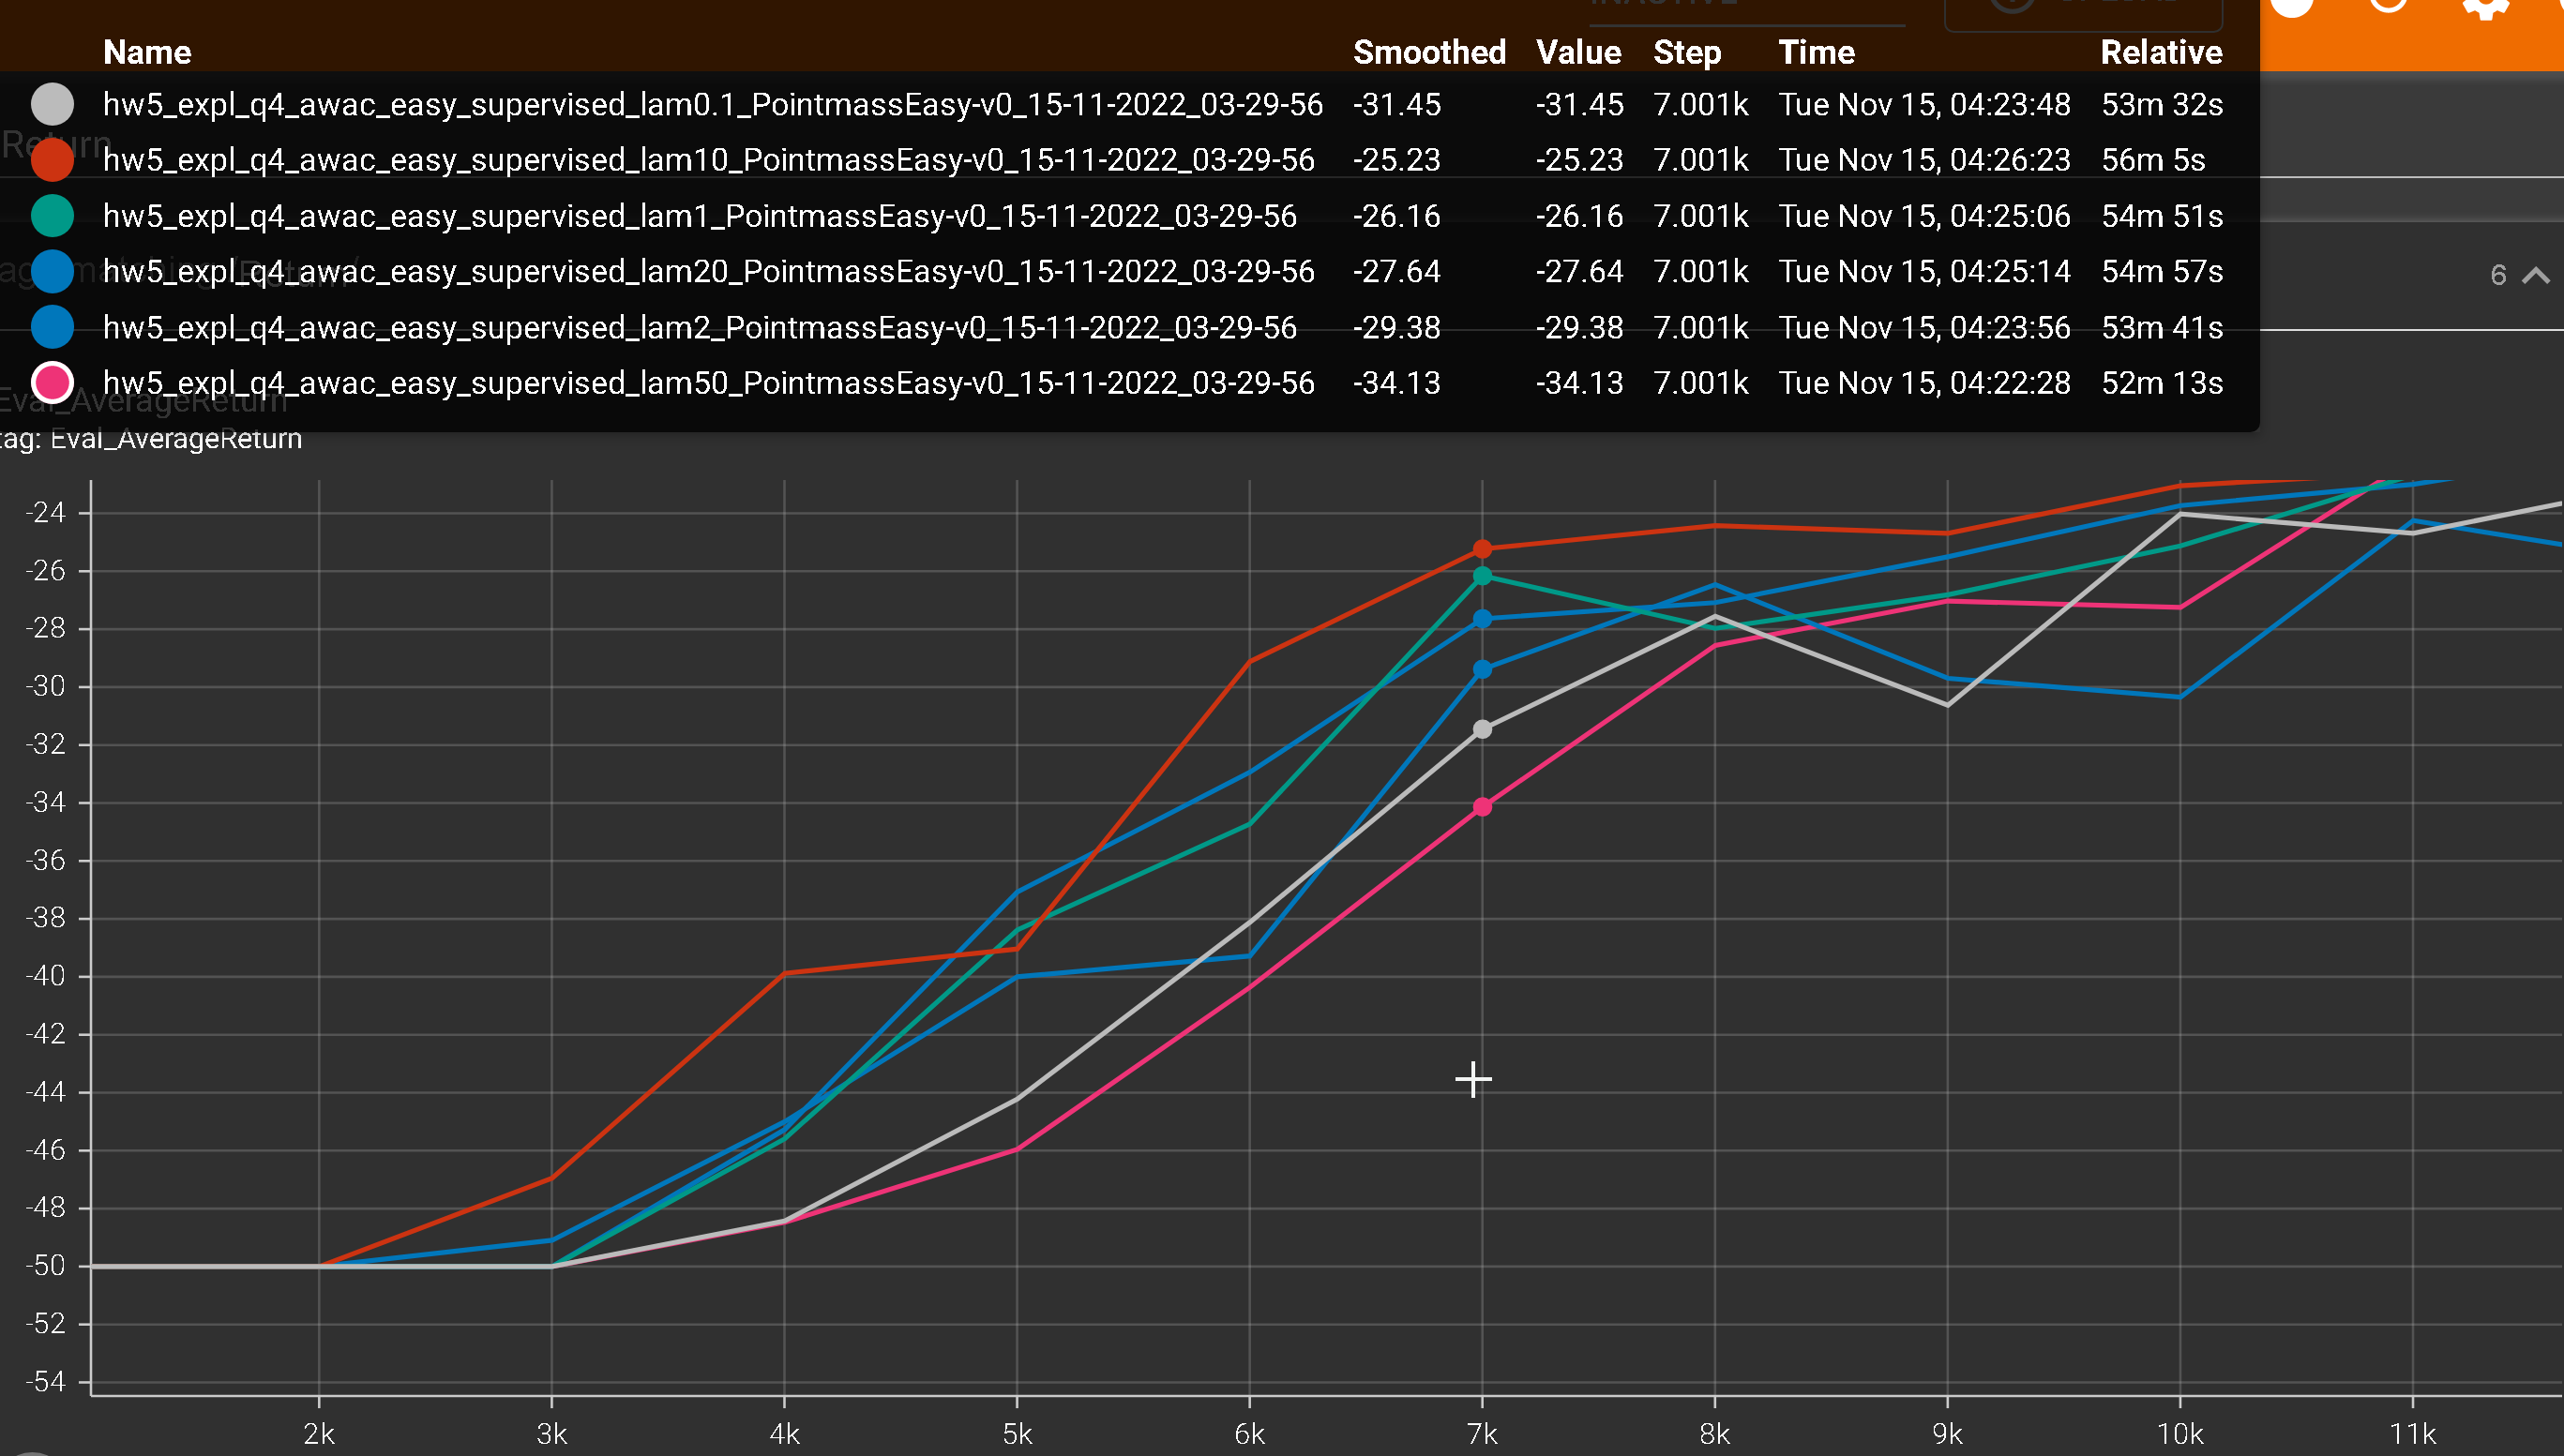 Name Smoothed Value Step Time Relative
hw5_expl_q4_awac_easy_supervised_lam0.1_PointmassEasy-v0_15-11-2022_03-29-56 -31.45 -31.45 7.001k Tue Nov 15, 04:23:48 53m 32s
Return
hw5_expl_q4_awac_easy_supervised_lam10_PointmassEasy-v0_15-11-2022_03-29-56 -25.23 -25.23 7.001k Tue Nov 15, 04:26:23 56m 5s
hw5_expl_q4_awac_easy_supervised_lam1_PointmassEasy-v0_15-11-2022_03-29-56 -26.16 -26.16 7.001k Tue Nov 15, 04:25:06 54m 51s
hw5_expl_q4_awac_easy_supervised_lam20_PointmassEasy-v0_15-11-2022_03-29-56 -27.64 -27.64 7.001k Tue Nov 15, 04:25:14 54m 57s
6
hw5_expl_q4_awac_easy_supervised_lam2_PointmassEasy-v0_15-11-2022_03-29-56 -29.38 -29.38 7.001k Tue Nov 15, 04:23:56 53m 41s
hw5_expl_q4_awac_easy_supervised_lam50_PointmassEasy-v0_15-11-2022_03-29-56 -34.13 -34.13 7.001k Tue Nov 15, 04:22:28 52m 13s
Eval_AverageReturn
tag: Eval_AverageReturn
-24
-26
-28
-30
-32
-34
-36
-38
-40
-42
-44
-46
-48
-50
-52
-54
2k 3k 4k 5k 6k 7k 8k 9k 10k 11k